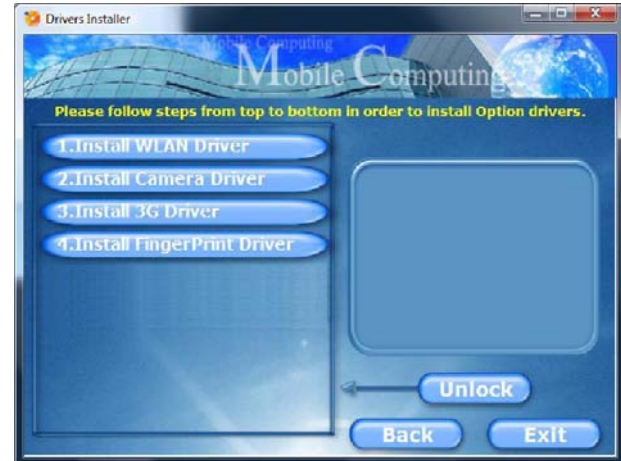 Drivers Installer
Mobile Computing
Mobile Computing
Please follow steps from top to bottom in order to install Option drivers.
1.Install WLAN Driver
2.Install Camera Driver
3.Install 3G Driver
4.Install FingerPrint Driver
Unlock
Back
Exit